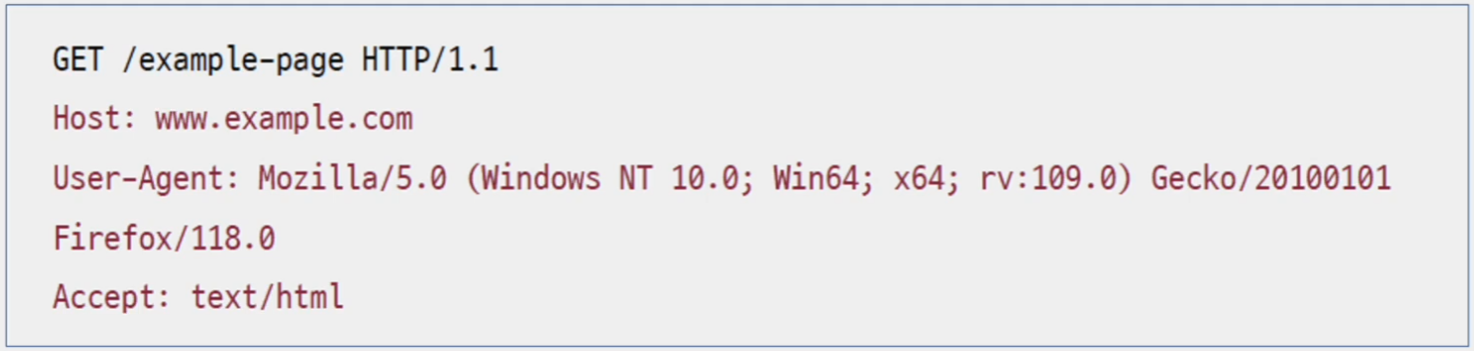 GET /example-page HTTP/1.1
Host: www.example.com
User-Agent: Mozilla/5.0 (Windows NT 10.0; Win64; x64; rv:109.0) Gecko/20100101
Firefox/118.0
Accept: text/html